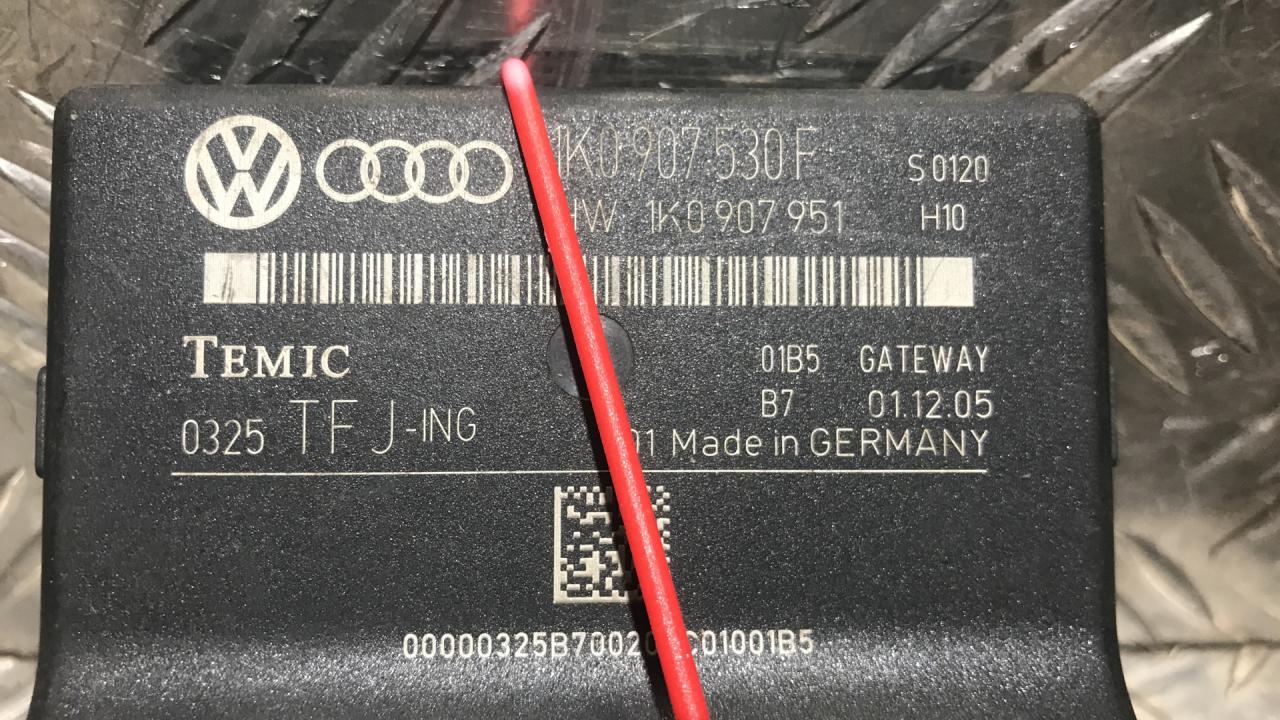 1K0 907 530 F S 0120
HW 1K0 907 951 H10
TEMIC 01B5 GATEWAY
B7 01.12.05
0325 TFJ-ING Made in GERMANY